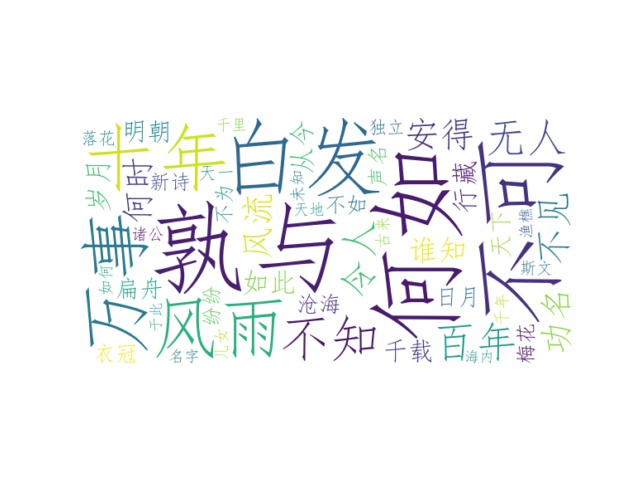 落花
明朝
千里
十年
白发
从今
独立
安得
无人
岁月
何时
新诗
天一
不为
未知
天地
不如
声名
行藏
不可
万事
诸公
孰与
风流
今人
古来
何如
谁知
天下
渔樵
不见
如何
扁舟
于此
风雨
纷纷
如此
沧海
日月
斯文
千年
衣冠
名字
儿女
不知
千载
百年
海内
梅花
功名